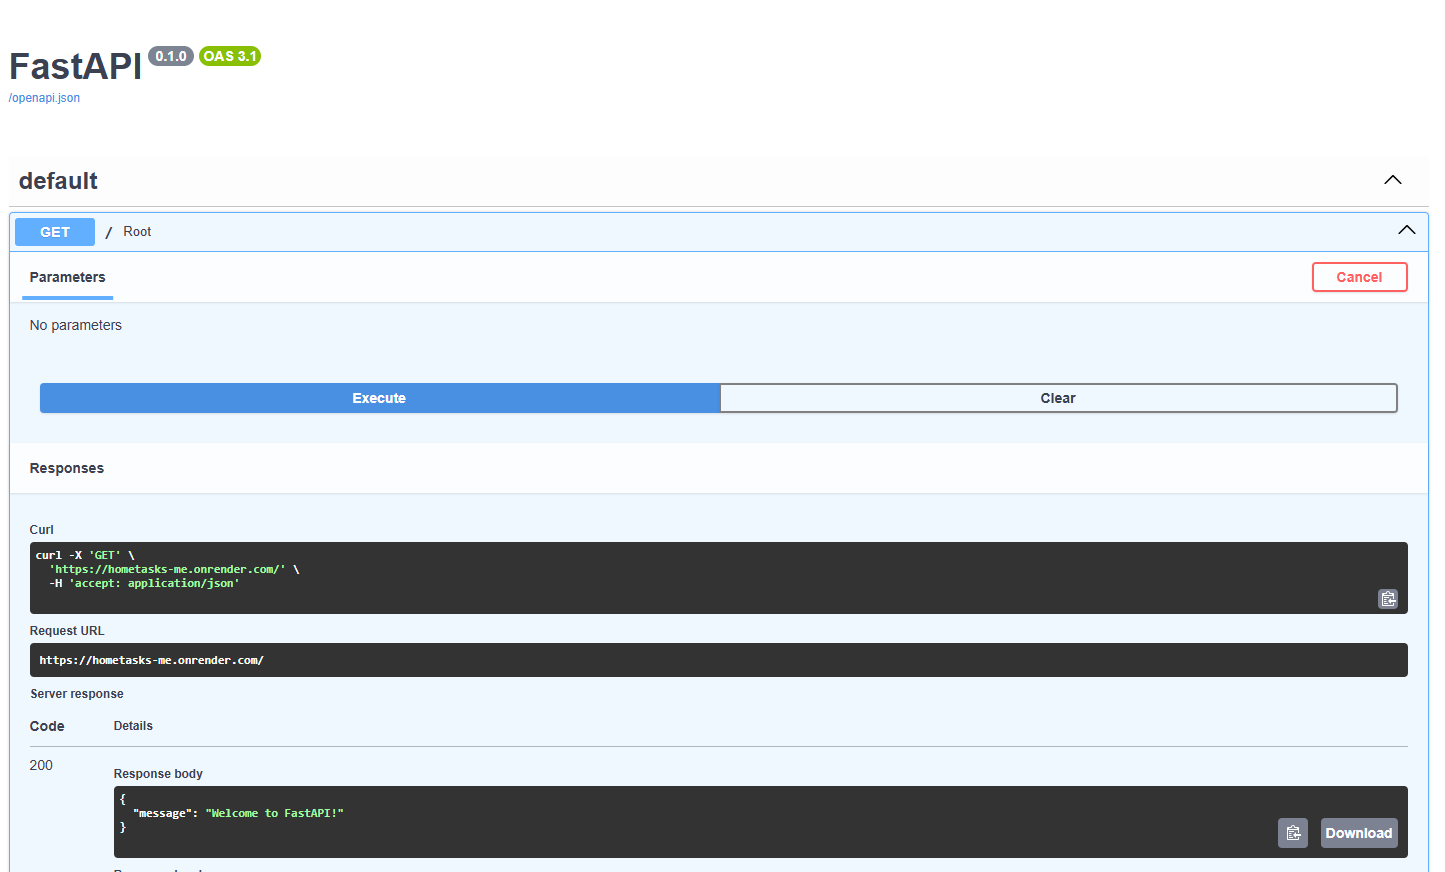 FastAPI 0.1.0 OAS 3.1
/openapi.json
default
GET / Root
Parameters
Cancel
No parameters
Execute
Clear
Responses
Curl
curl -X 'GET' \
  'https://hometasks-me.onrender.com/' \
  -H 'accept: application/json'
Request URL
https://hometasks-me.onrender.com/
Server response
Code Details
200
Response body
{
  "message": "Welcome to FastAPI!"
}
Download